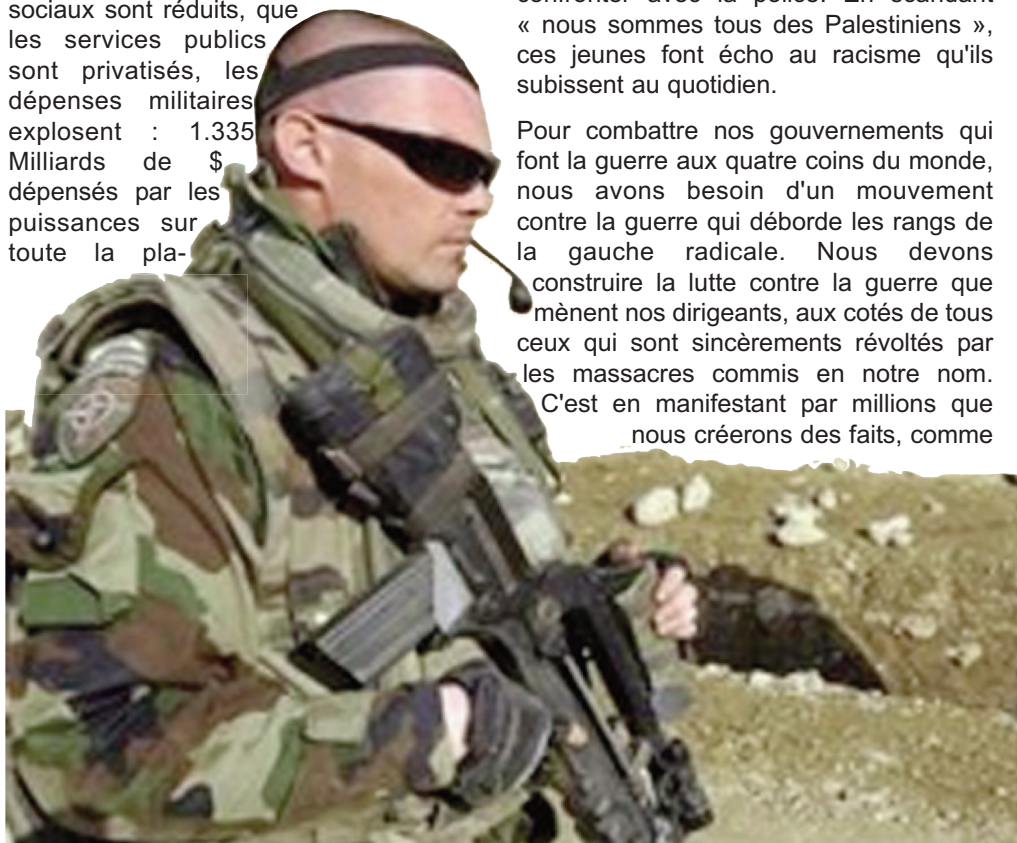 sociaux sont réduits, que
les services publics
sont privatisés, les
dépenses militaires
explosent : 1.335
Milliards de $
dépensés par les
puissances sur
toute la pla-
« nous sommes tous des Palestiniens »,
ces jeunes font écho au racisme qu'ils
subissent au quotidien.
Pour combattre nos gouvernements qui
font la guerre aux quatre coins du monde,
nous avons besoin d'un mouvement
contre la guerre qui déborde les rangs de
la gauche radicale. Nous devons
construire la lutte contre la guerre que
mènent nos dirigeants, aux cotés de tous
ceux qui sont sincèrements révoltés par
les massacres commis en notre nom.
C'est en manifestant par millions que
nous créerons des faits, comme